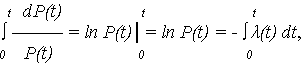 ∫₀ᵗ dP(t)/P(t) = ln P(t)|₀ᵗ = ln P(t) = - ∫₀ᵗ λ(t) dt,